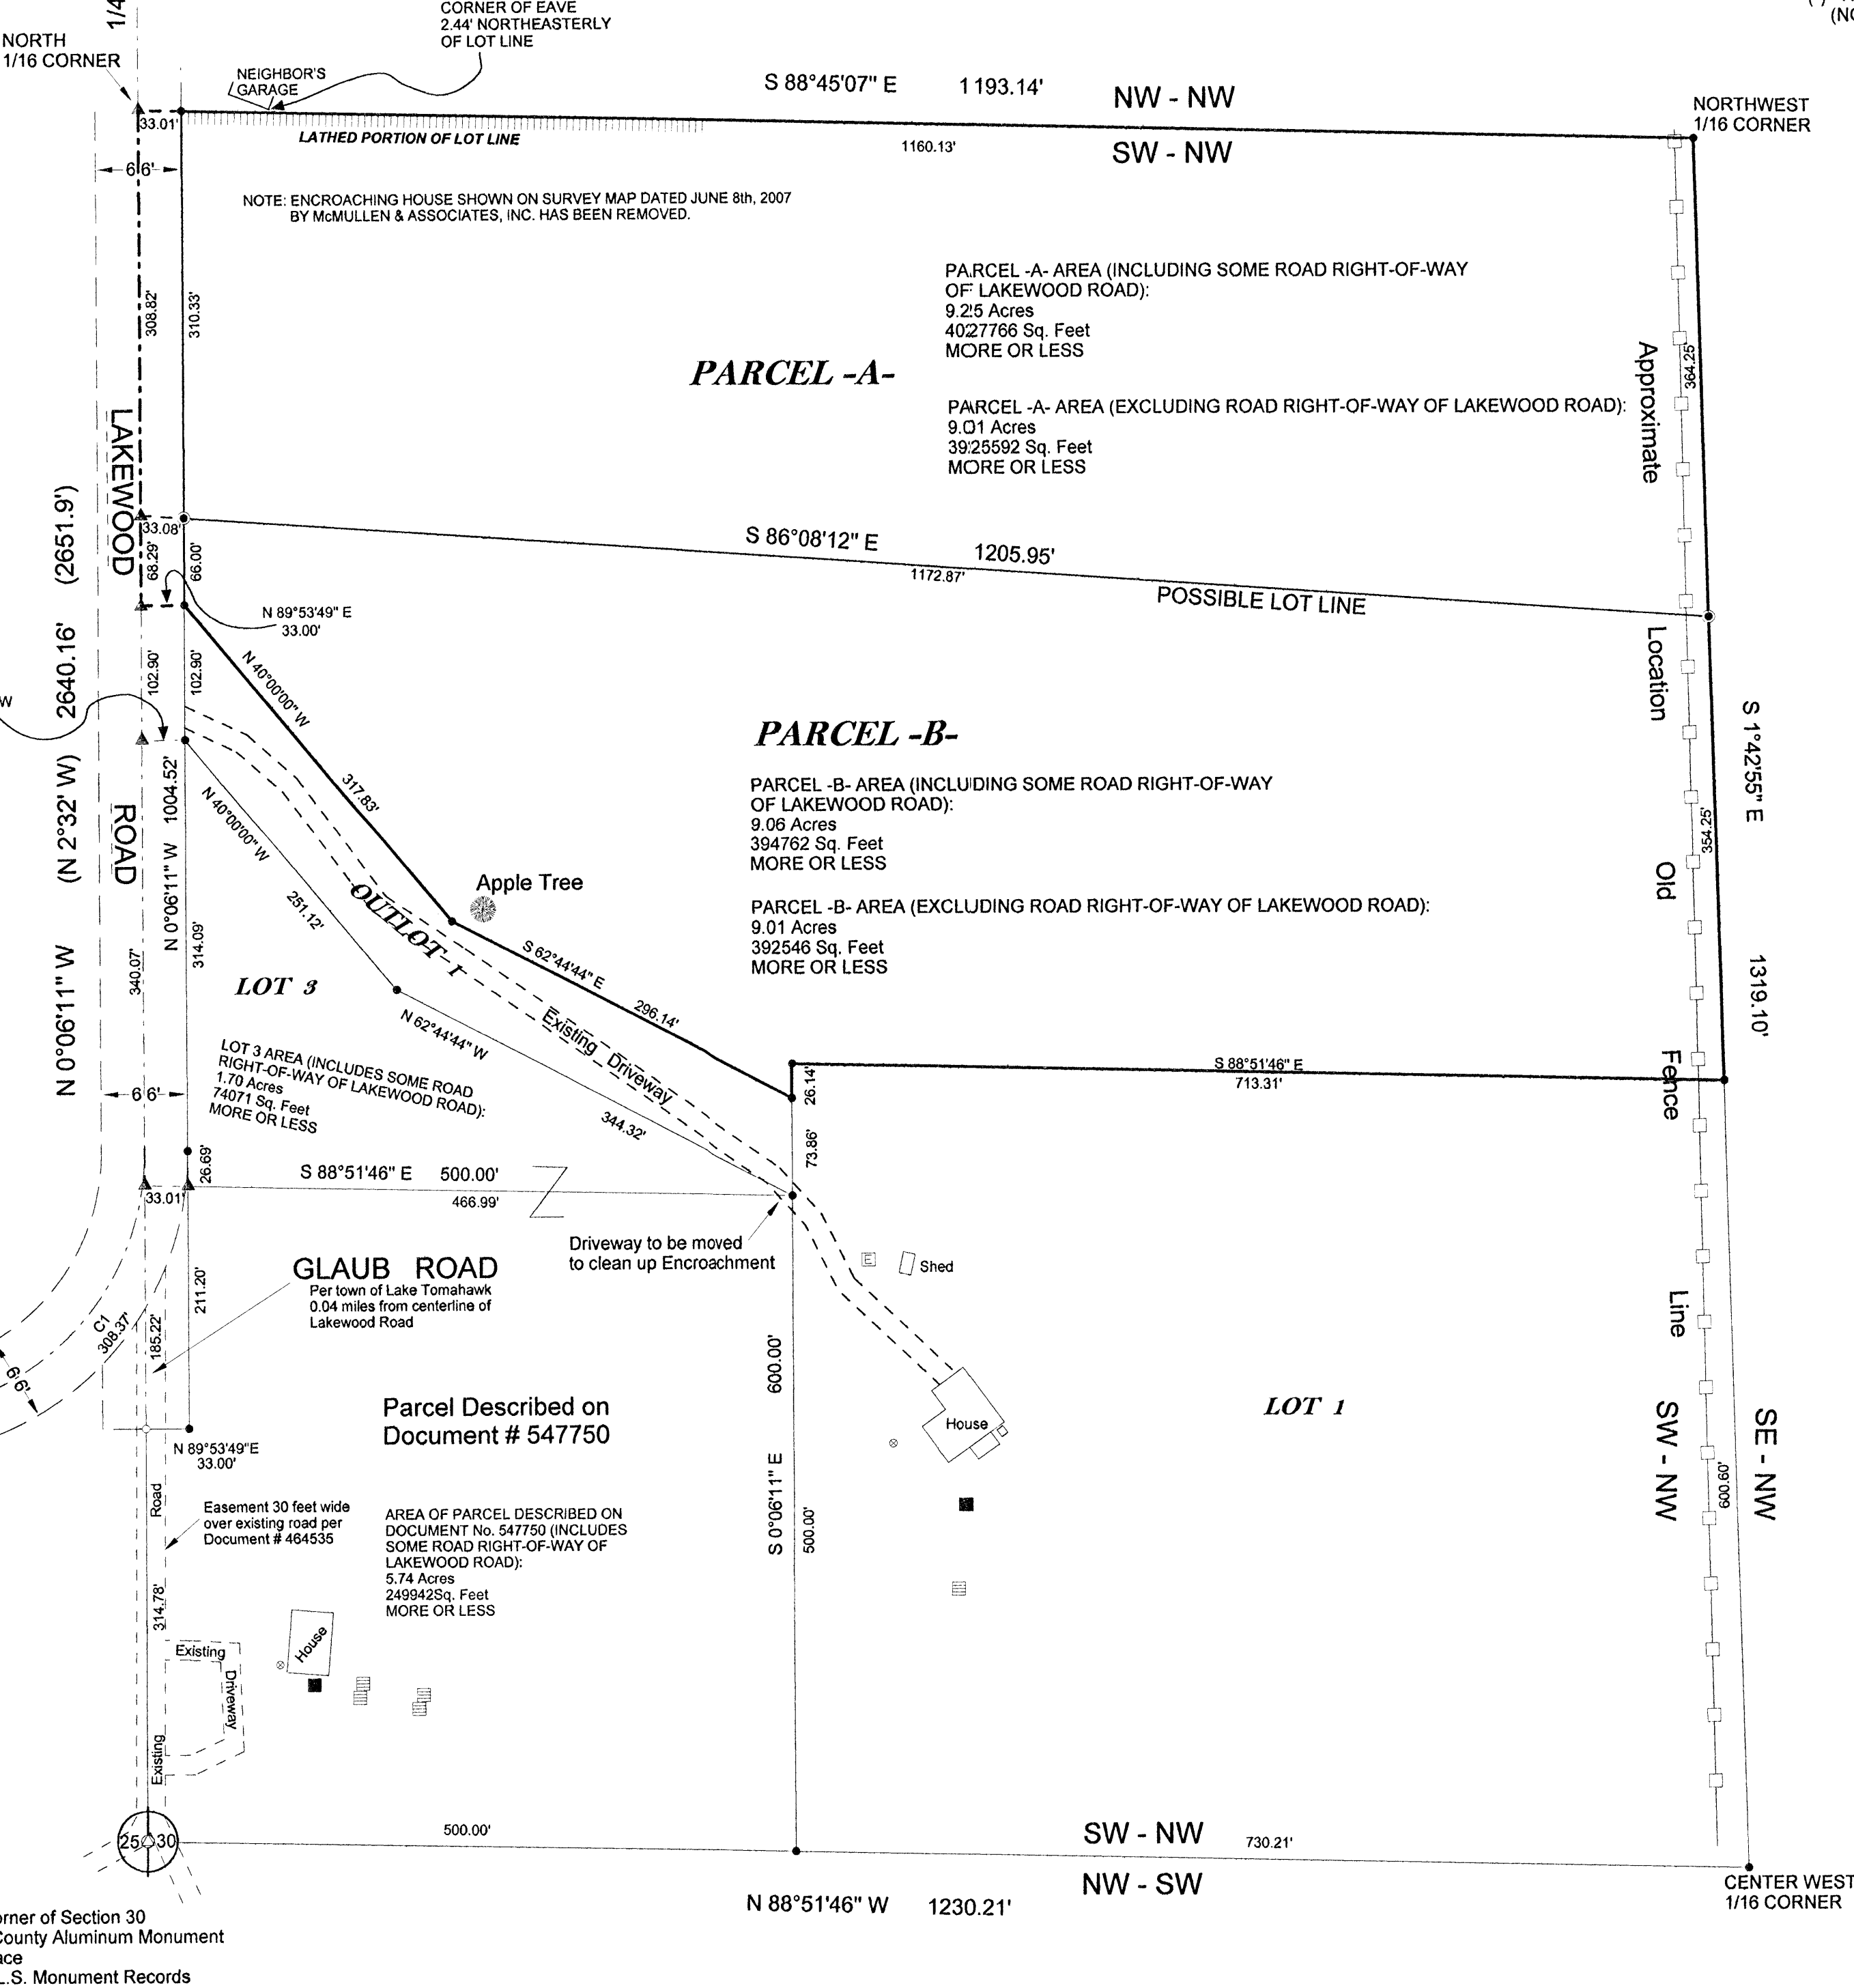 1/4
CORNER OF EAVE
2.44' NORTHEASTERLY
OF LOT LINE
(NO
NORTH
1/16 CORNER
NEIGHBOR'S
GARAGE
S 88°45'07" E 1193.14'
NW - NW
NORTHWEST
1/16 CORNER
33.01'
LATHED PORTION OF LOT LINE
1160.13'
SW - NW
66'
NOTE: ENCROACHING HOUSE SHOWN ON SURVEY MAP DATED JUNE 8th, 2007
BY McMULLEN & ASSOCIATES, INC. HAS BEEN REMOVED.
PARCEL -A- AREA (INCLUDING SOME ROAD RIGHT-OF-WAY
OF LAKEWOOD ROAD):
9.25 Acres
MORE OR LESS
308.82'
310.33'
PARCEL -A-
364.25'
Approximate
PARCEL -A- AREA (EXCLUDING ROAD RIGHT-OF-WAY OF LAKEWOOD ROAD):
9.01 Acres
MORE OR LESS
LAKEWOOD
33.08'
68.29'
66.00'
S 86°08'12" E 1205.95'
1172.87'
POSSIBLE LOT LINE
N 89°53'49" E
33.00'
Location
102.90'
102.90'
N 40°00'00" W
317.83'
W
N 0°06'11" W (N 2°32' W) 2640.16' (2651.9')
ROAD
N 0°06'11" W 1004.52'
PARCEL -B-
S 1°42'55" E
PARCEL -B- AREA (INCLUDING SOME ROAD RIGHT-OF-WAY
OF LAKEWOOD ROAD):
9.06 Acres
394762 Sq. Feet
MORE OR LESS
354.25'
N 40°00'00" W
251.12'
Apple Tree
Old
OUTLOT 1
PARCEL -B- AREA (EXCLUDING ROAD RIGHT-OF-WAY OF LAKEWOOD ROAD):
9.01 Acres
392546 Sq. Feet
MORE OR LESS
340.07'
314.09'
LOT 3
S 62°44'44" E
296.14'
1319.10'
N 62°44'44" W
344.32'
Existing Driveway
LOT 3 AREA (INCLUDES SOME ROAD
RIGHT-OF-WAY OF LAKEWOOD ROAD):
1.70 Acres
74071 Sq. Feet
MORE OR LESS
66'
26.14'
S 88°51'46" E
713.31'
Fence
73.86'
26.69'
33.01'
S 88°51'46" E 500.00'
466.99'
Driveway to be moved
to clean up Encroachment
E
Shed
GLAUB ROAD
Per town of Lake Tomahawk
0.04 miles from centerline of
Lakewood Road
211.20'
185.22'
C1
308.37'
66'
Line
S 0°06'11" E 600.00'
500.00'
House
LOT 1
Parcel Described on
Document # 547750
SW - NW
SE - NW
N 89°53'49"E
33.00'
600.60'
Road
Easement 30 feet wide
over existing road per
Document # 464535
AREA OF PARCEL DESCRIBED ON
DOCUMENT No. 547750 (INCLUDES
SOME ROAD RIGHT-OF-WAY OF
LAKEWOOD ROAD):
5.74 Acres
249942Sq. Feet
MORE OR LESS
314.78'
House
Existing
Driveway
Existing
25 30
500.00'
SW - NW
730.21'
NW - SW
N 88°51'46" W 1230.21'
CENTER WEST
1/16 CORNER
orner of Section 30
County Aluminum Monument
ace
L.S. Monument Records